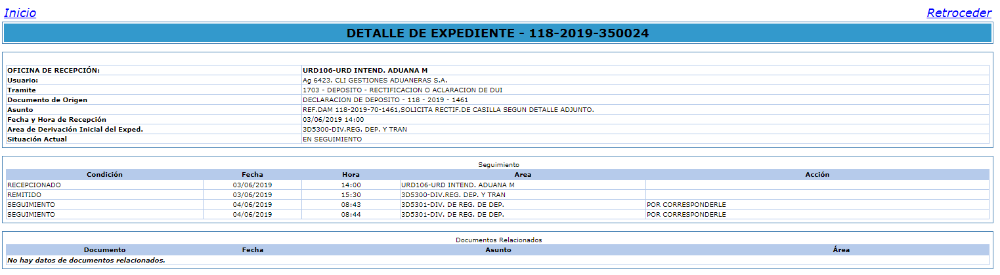 Inicio Retroceder
DETALLE DE EXPEDIENTE - 118-2019-350024
OFICINA DE RECEPCIÓN: URD106-URD INTEND. ADUANA M
Usuario: Ag 6423. CLI GESTIONES ADUANERAS S.A.
Tramite 1703 - DEPOSITO - RECTIFICACION O ACLARACION DE DUI
Documento de Origen DECLARACION DE DEPOSITO - 118 - 2019 - 1461
Asunto REF.DAM 118-2019-70-1461,SOLICITA RECTIF.DE CASILLA SEGUN DETALLE ADJUNTO.
Fecha y Hora de Recepción 03/06/2019 14:00
Area de Derivación Inicial del Exped. 3D5300-DIV.REG. DEP. Y TRAN
Situación Actual EN SEGUIMIENTO
Seguimiento
Condición Fecha Hora Area Acción
RECEPCIONADO 03/06/2019 14:00 URD106-URD INTEND. ADUANA M
REMITIDO 03/06/2019 15:30 3D5300-DIV.REG. DEP. Y TRAN
SEGUIMIENTO 04/06/2019 08:43 3D5301-DIV. DE REG. DE DEP. POR CORRESPONDERLE
SEGUIMIENTO 04/06/2019 08:44 3D5301-DIV. DE REG. DE DEP. POR CORRESPONDERLE
Documentos Relacionados
Documento Fecha Asunto Área
No hay datos de documentos relacionados.